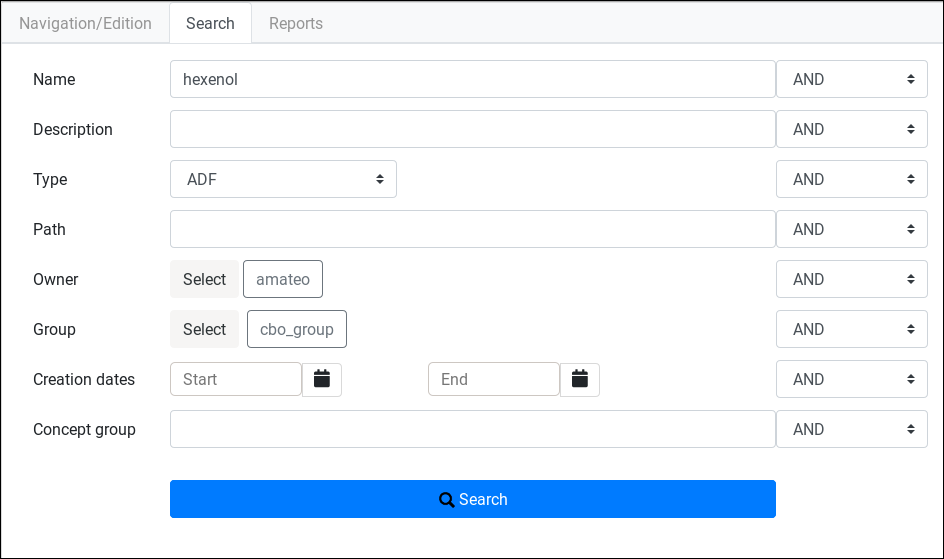 Navigation/Edition Search Reports
Name hexenol AND
Description AND
Type ADF AND
Path AND
Owner Select amateo AND
Group Select cbo_group AND
Creation dates Start End AND
Concept group AND
Search